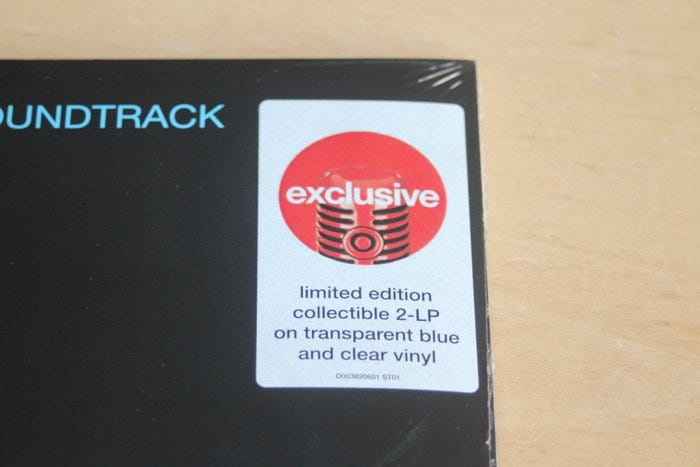 OUNDTRACK
exclusive
limited edition
collectible 2-LP
on transparent blue
and clear vinyl
D003820601 ST01